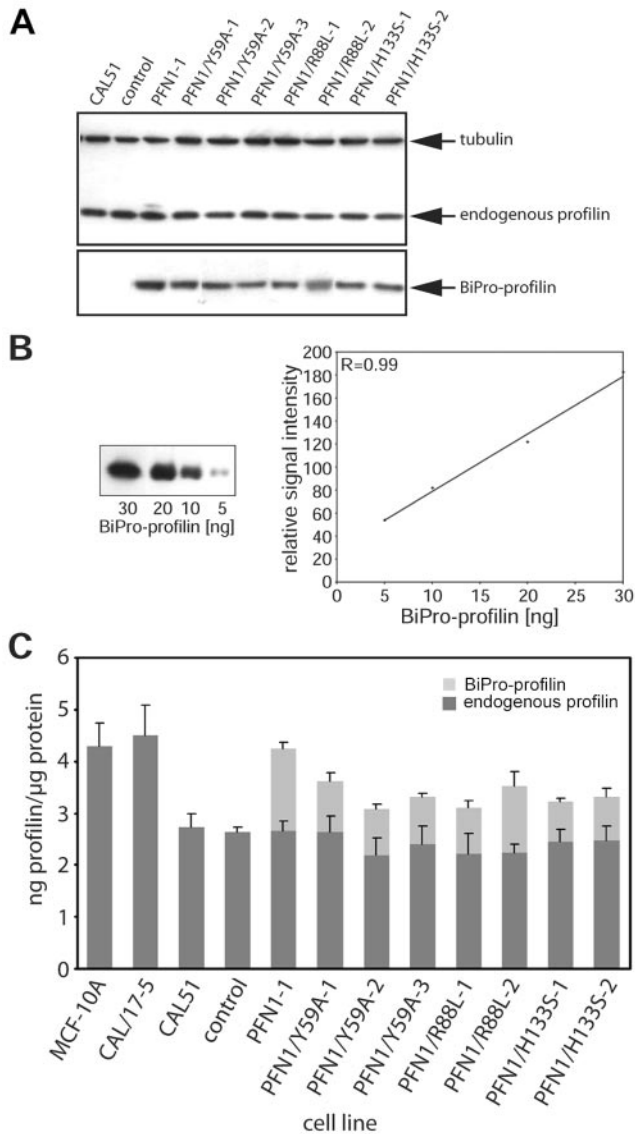 A
CAL51
control
PFN1-1
PFN1/Y59A-1
PFN1/Y59A-2
PFN1/Y59A-3
PFN1/R88L-1
PFN1/R88L-2
PFN1/H133S-1
PFN1/H133S-2
tubulin
endogenous profilin
BiPro-profilin
B
30 20 10 5
BiPro-profilin [ng]
R=0.99
relative signal intensity
200
180
160
140
120
100
80
60
40
20
0
0 5 10 15 20 25 30
BiPro-profilin [ng]
C
BiPro-profilin
endogenous profilin
ng profilin/µg protein
6
5
4
3
2
1
0
MCF-10A
CAL/17-5
CAL51
control
PFN1-1
PFN1/Y59A-1
PFN1/Y59A-2
PFN1/Y59A-3
PFN1/R88L-1
PFN1/R88L-2
PFN1/H133S-1
PFN1/H133S-2
cell line